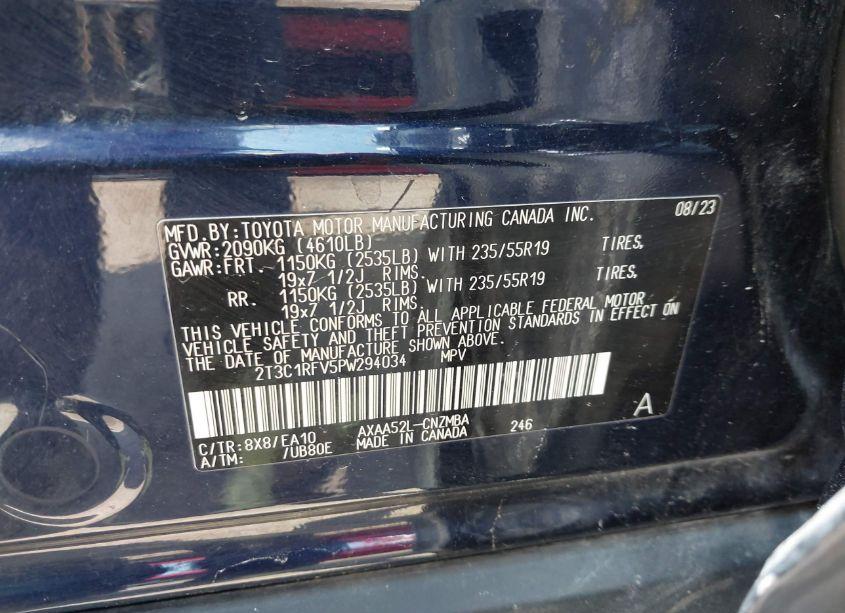 MFD.BY:TOYOTA MOTOR MANUFACTURING CANADA INC. 08/23
GVWR:2090KG (4610LB)
GAWR:FRT. 1150KG (2535LB) WITH 235/55R19 TIRES,
19x7 1/2J RIMS.
RR. 1150KG (2535LB) WITH 235/55R19 TIRES,
19x7 1/2J RIMS.
THIS VEHICLE CONFORMS TO ALL APPLICABLE FEDERAL MOTOR
VEHICLE SAFETY AND THEFT PREVENTION STANDARDS IN EFFECT ON
THE DATE OF MANUFACTURE SHOWN ABOVE.
2T3C1RFV5PW294034 MPV
C/TR:8X8/EA10 AXAA52L-CNZMBA 246 A
A/TM: /UB80E MADE IN CANADA